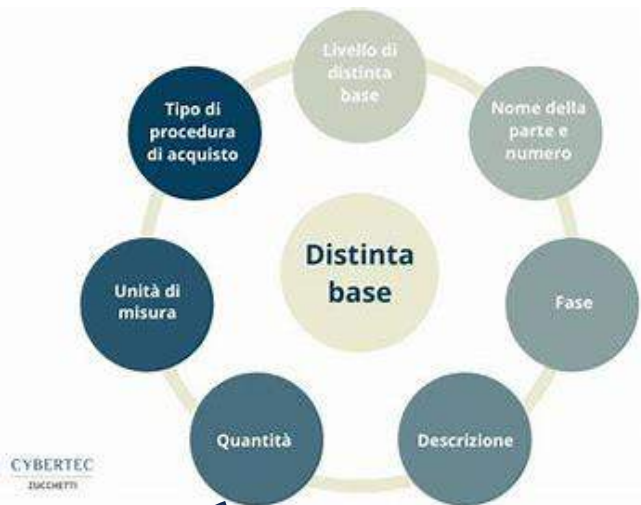 Livello di
distinta
base
Nome della
parte e
numero
Fase
Descrizione
Quantità
Unità di
misura
Tipo di
procedura
di acquisto
Distinta
base
CYBERTEC
ZUCCHETTI